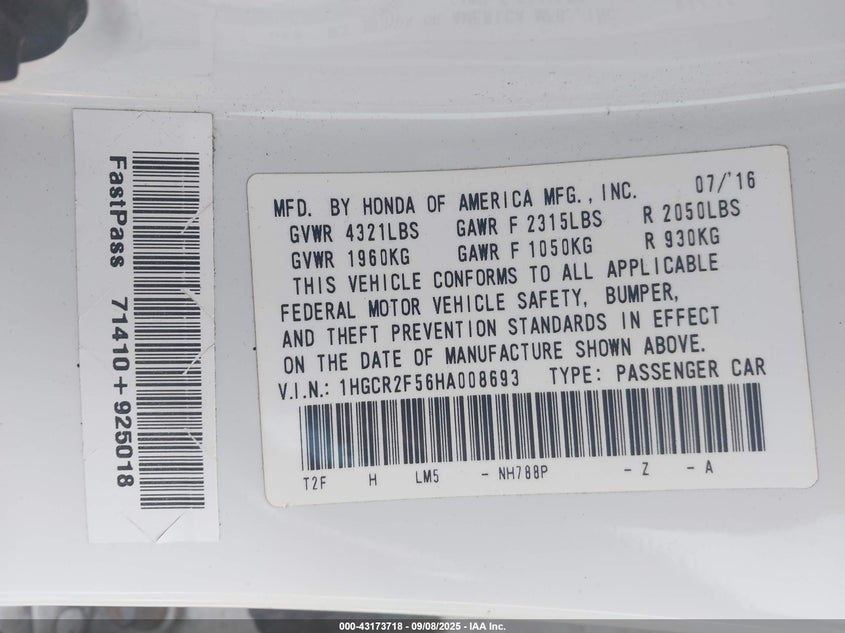 FastPass 71410+925018
MFD. BY HONDA OF AMERICA MFG., INC. 07/'16
GVWR 4321LBS GAWR F 2315LBS R 2050LBS
GVWR 1960KG GAWR F 1050KG R 930KG
THIS VEHICLE CONFORMS TO ALL APPLICABLE
FEDERAL MOTOR VEHICLE SAFETY, BUMPER,
AND THEFT PREVENTION STANDARDS IN EFFECT
ON THE DATE OF MANUFACTURE SHOWN ABOVE.
V.I.N.: 1HGCR2F56HA008693 TYPE: PASSENGER CAR
T2F H LM5 - NH788P - Z - A
000-43173718 - 09/08/2025 - IAA Inc.